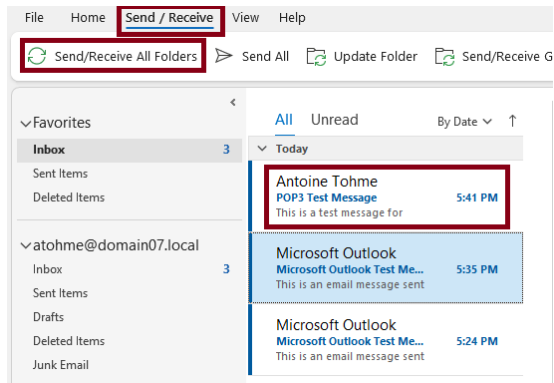 File Home Send / Receive View Help
Send/Receive All Folders Send All Update Folder Send/Receive G
Favorites
Inbox 3
Sent Items
Deleted Items
atohme@domain07.local
Inbox 3
Sent Items
Drafts
Deleted Items
Junk Email
All Unread By Date
Today
Antoine Tohme
POP3 Test Message 5:41 PM
This is a test message for
Microsoft Outlook
Microsoft Outlook Test Me... 5:35 PM
This is an email message sent
Microsoft Outlook
Microsoft Outlook Test Me... 5:24 PM
This is an email message sent